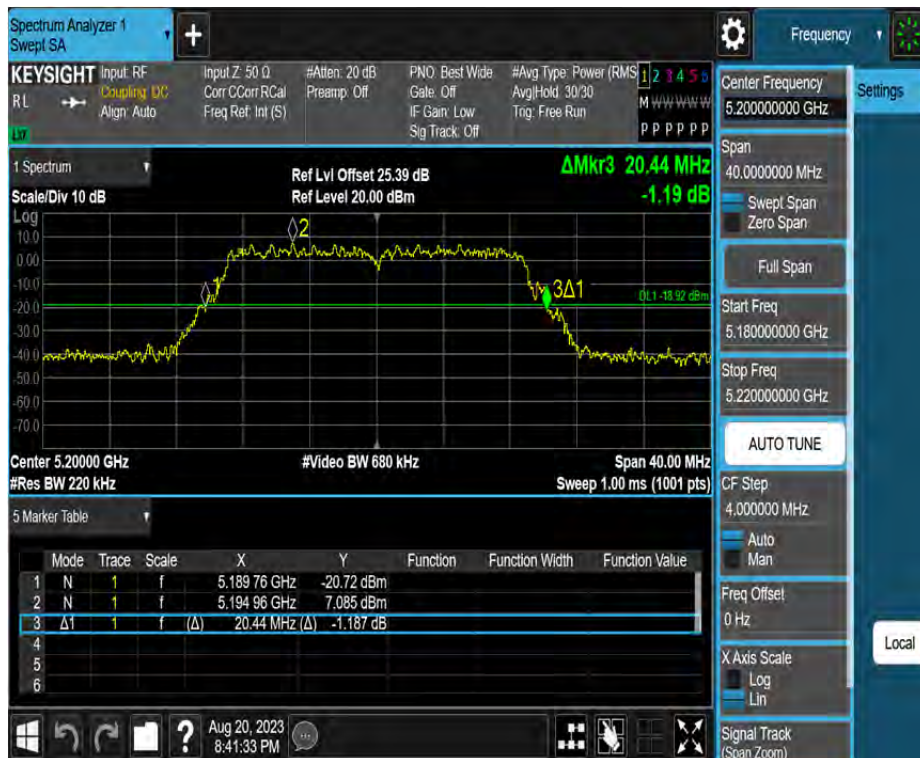 Spectrum Analyzer 1
Swept SA
+
Frequency
KEYSIGHT
Input: RF
Input Z: 50 Ω
#Atten: 20 dB
PNO: Best Wide
#Avg Type: Power (RMS
1 2 3 4 5 6
RL
Coupling: DC
Corr CCorr RCal
Preamp: Off
Gate: Off
Avg|Hold: 30/30
M W W W W W
Align: Auto
Freq Ref: Int (S)
IF Gain: Low
Trig: Free Run
LXI
Sig Track: Off
P P P P P P
1 Spectrum
Ref Lvl Offset 25.39 dB
ΔMkr3 20.44 MHz
Scale/Div 10 dB
Ref Level 20.00 dBm
-1.19 dB
Log
10.0
0.00
-10.0
-20.0
-30.0
-40.0
-50.0
-60.0
-70.0
2
1
3Δ1
DL1 -18.92 dBm
Center 5.20000 GHz
#Video BW 680 kHz
Span 40.00 MHz
#Res BW 220 kHz
Sweep 1.00 ms (1001 pts)
5 Marker Table
Mode Trace Scale X Y Function Function Width Function Value
1 N 1 f 5.189 76 GHz -20.72 dBm
2 N 1 f 5.194 96 GHz 7.085 dBm
3 Δ1 1 f (Δ) 20.44 MHz (Δ) -1.187 dB
4
5
6
?
Aug 20, 2023
8:41:33 PM
Center Frequency
5.200000000 GHz
Settings
Span
40.0000000 MHz
Swept Span
Zero Span
Full Span
Start Freq
5.180000000 GHz
Stop Freq
5.220000000 GHz
AUTO TUNE
CF Step
4.000000 MHz
Auto
Man
Freq Offset
0 Hz
Local
X Axis Scale
Log
Lin
Signal Track
(Span Zoom)